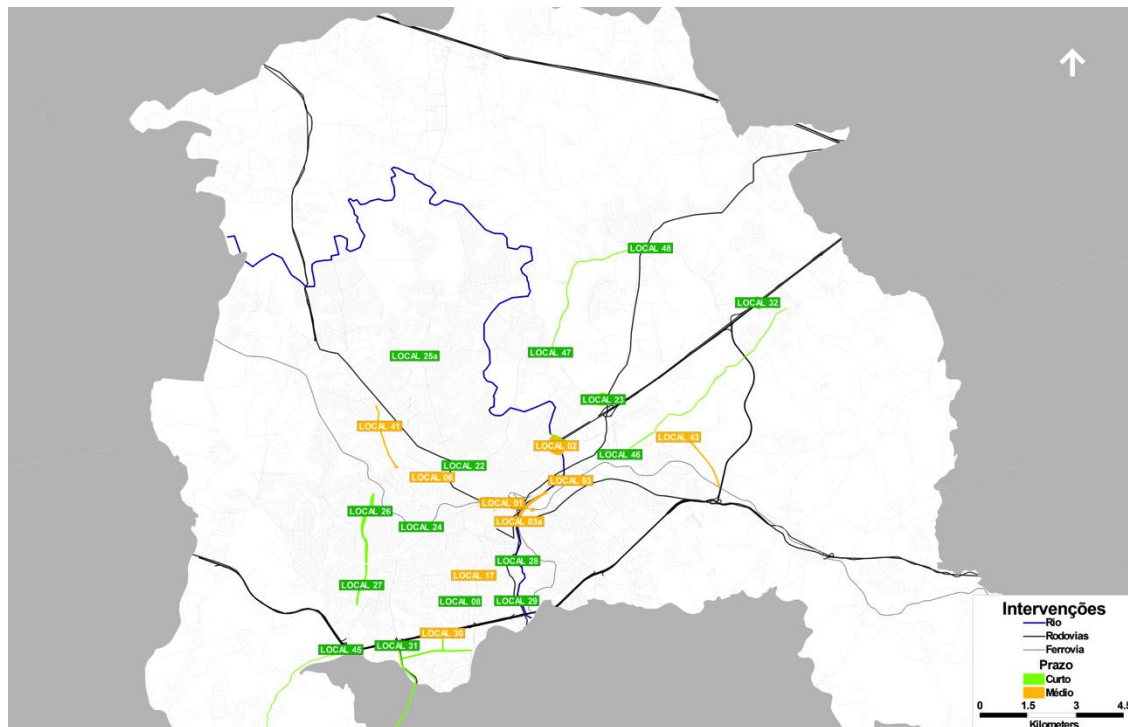 LOCAL 48
LOCAL 32
LOCAL 47
LOCAL 25a
LOCAL 23
LOCAL 41
LOCAL 43
LOCAL 02
LOCAL 46
LOCAL 22
LOCAL 53
LOCAL 01
LOCAL 26
LOCAL 03a
LOCAL 24
LOCAL 28
LOCAL 17
LOCAL 27
LOCAL 08
LOCAL 29
LOCAL 30
LOCAL 31
LOCAL 45
Intervenções
Rio
Rodovias
Ferrovia
Prazo
Curto
Médio
0 1.5 3 4.5
Kilometers